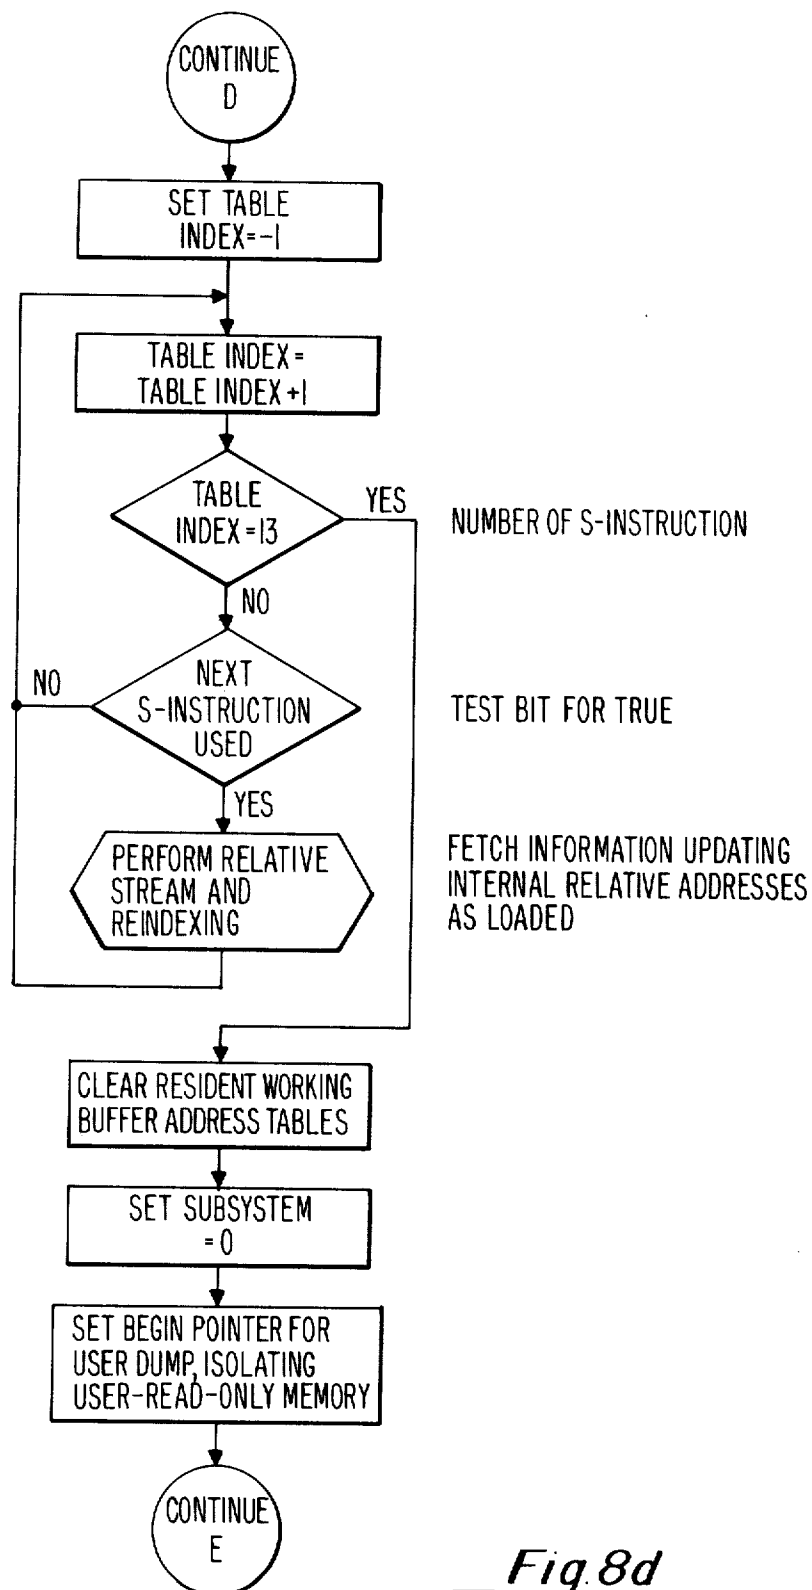 CONTINUE
D
SET TABLE
INDEX=-1
TABLE INDEX=
TABLE INDEX+1
TABLE
INDEX=13
YES
NUMBER OF S-INSTRUCTION
NO
NEXT
S-INSTRUCTION
USED
NO
TEST BIT FOR TRUE
YES
PERFORM RELATIVE
STREAM AND
REINDEXING
FETCH INFORMATION UPDATING
INTERNAL RELATIVE ADDRESSES
AS LOADED
CLEAR RESIDENT WORKING
BUFFER ADDRESS TABLES
SET SUBSYSTEM
=0
SET BEGIN POINTER FOR
USER DUMP, ISOLATING
USER-READ-ONLY MEMORY
CONTINUE
E
Fig. 8d